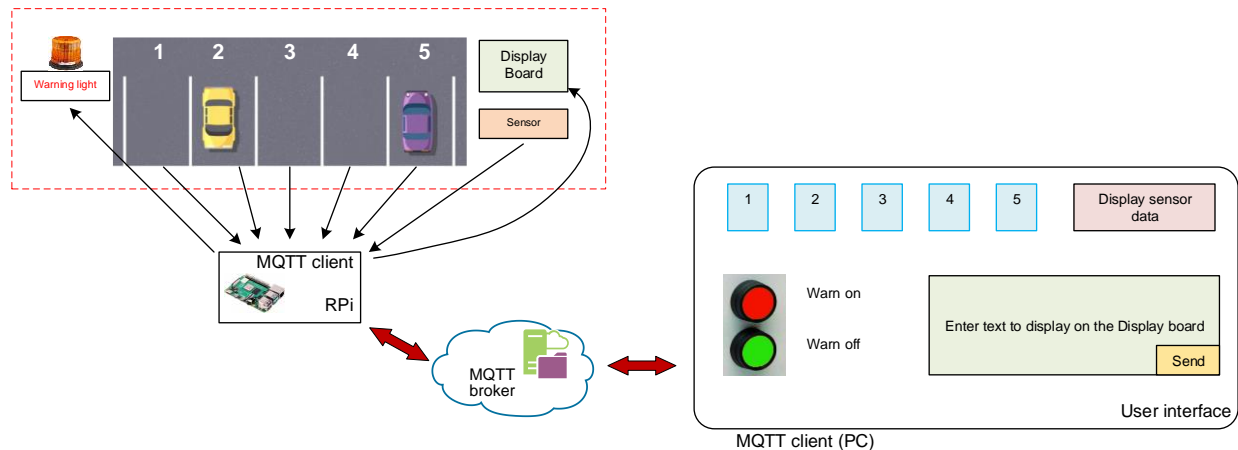 1 2 3 4 5
Warning light
Display
Board
Sensor
MQTT client
RPi
MQTT
broker
1 2 3 4 5
Display sensor
data
Warn on
Warn off
Enter text to display on the Display board
Send
User interface
MQTT client (PC)